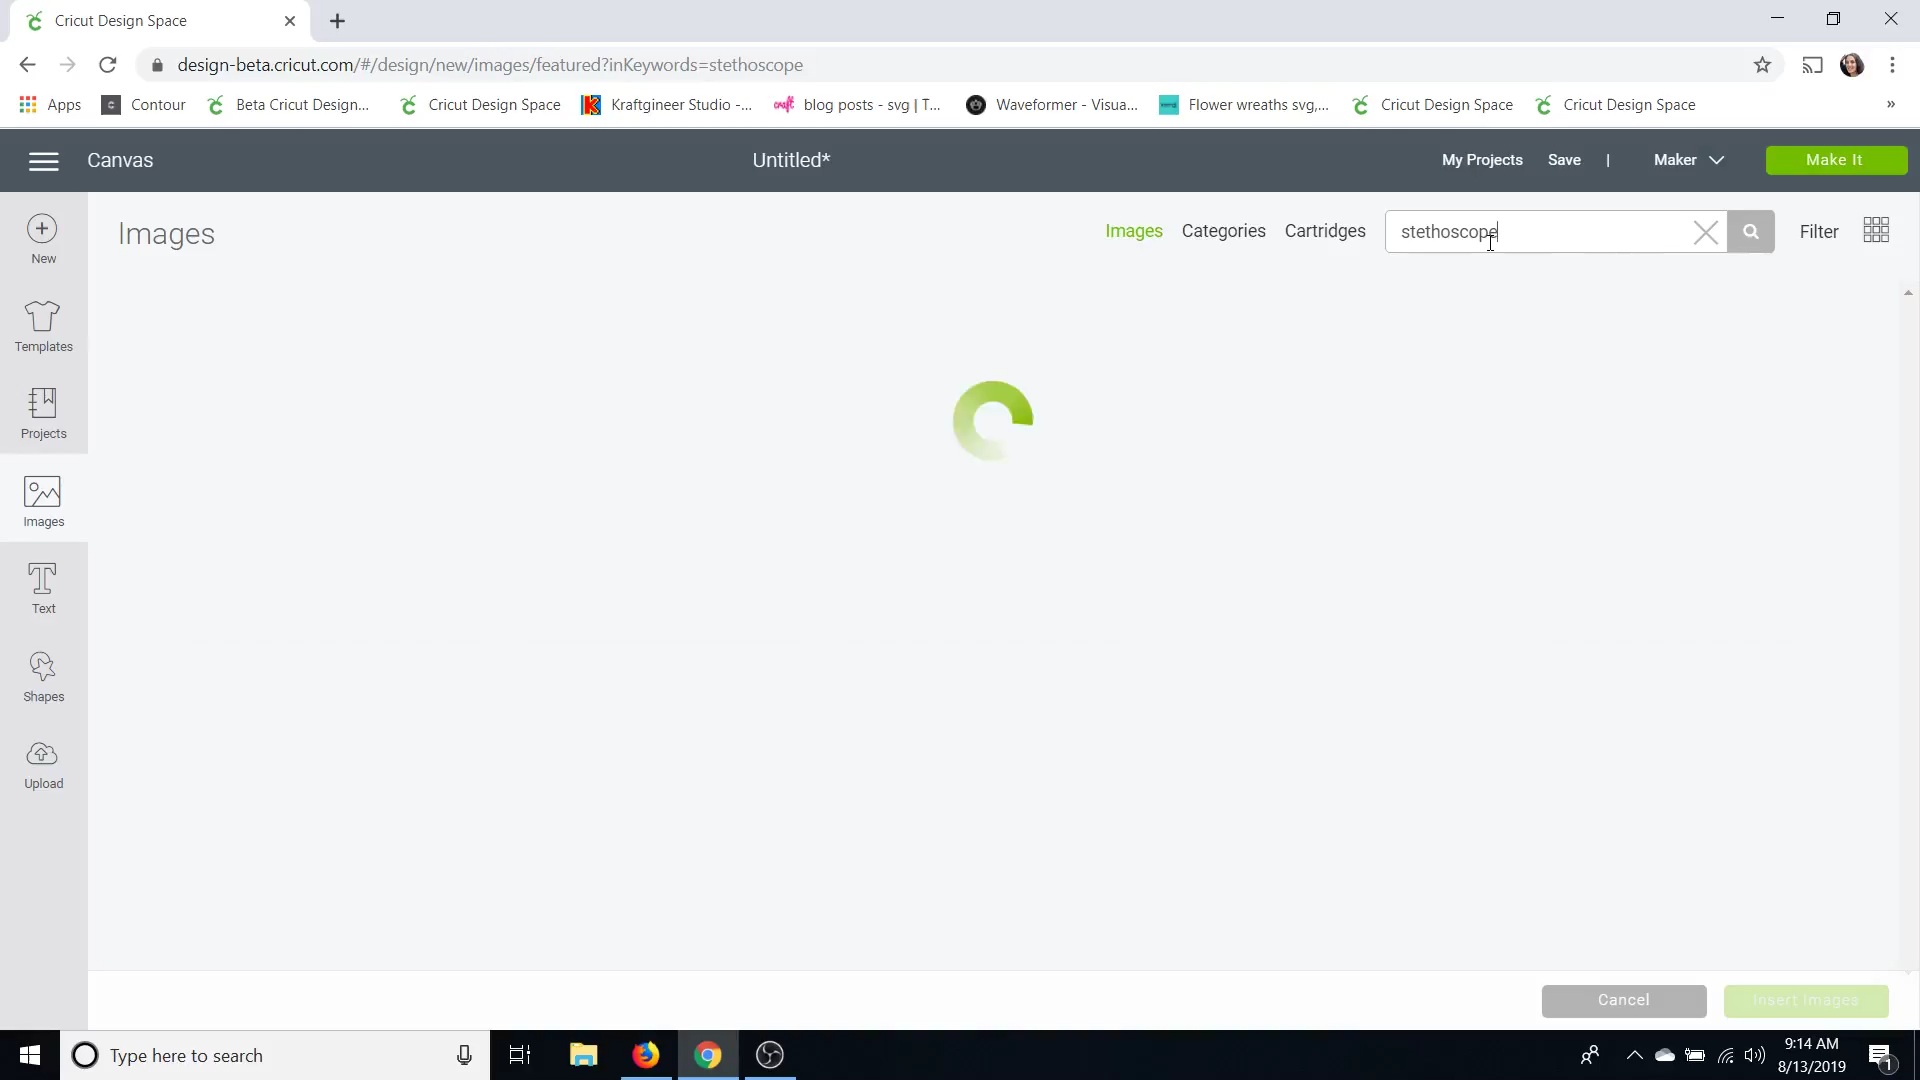 Cricut Design Space
design-beta.cricut.com/#/design/new/images/featured?inKeywords=stethoscope
Apps
Contour
Beta Cricut Design...
Cricut Design Space
Kraftgineer Studio -...
craft
blog posts - svg | T...
Waveformer - Visua...
Flower wreaths svg,...
Cricut Design Space
Cricut Design Space
»
Canvas
Untitled*
My Projects
Save
|
Maker
Make It
New
Templates
Projects
Images
Text
Shapes
Upload
Images
Images
Categories
Cartridges
stethoscope
Filter
Cancel
Insert Images
Type here to search
9:14 AM
8/13/2019
1